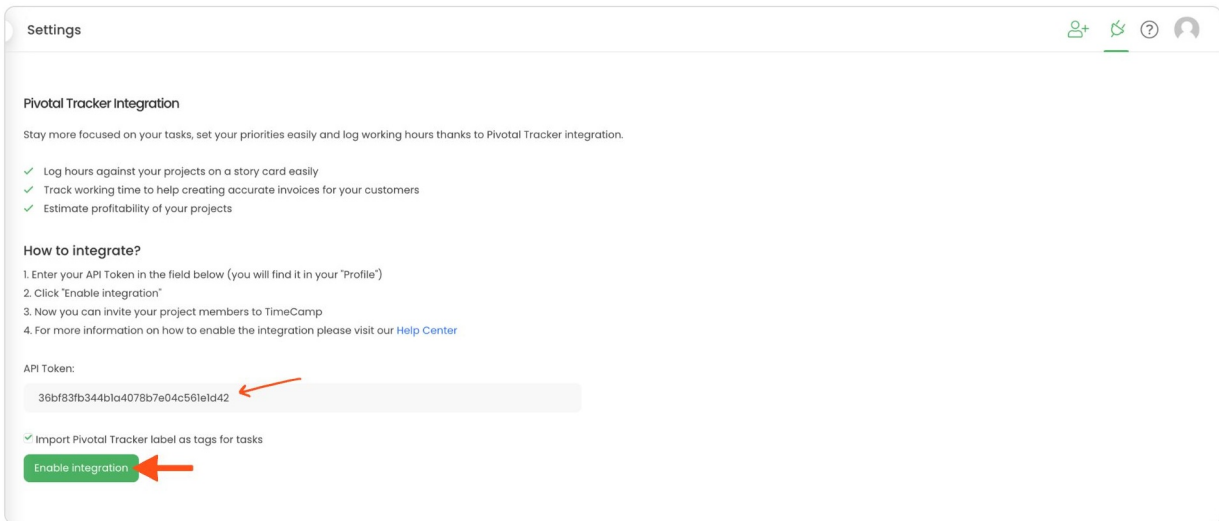 Settings
?
Pivotal Tracker Integration
Stay more focused on your tasks, set your priorities easily and log working hours thanks to Pivotal Tracker integration.
Log hours against your projects on a story card easily
Track working time to help creating accurate invoices for your customers
Estimate profitability of your projects
How to integrate?
1. Enter your API Token in the field below (you will find it in your "Profile")
2. Click "Enable integration"
3. Now you can invite your project members to TimeCamp
4. For more information on how to enable the integration please visit our Help Center
API Token:
36bf83fb344b1a4078b7e04c561e1d42
Import Pivotal Tracker label as tags for tasks
Enable integration